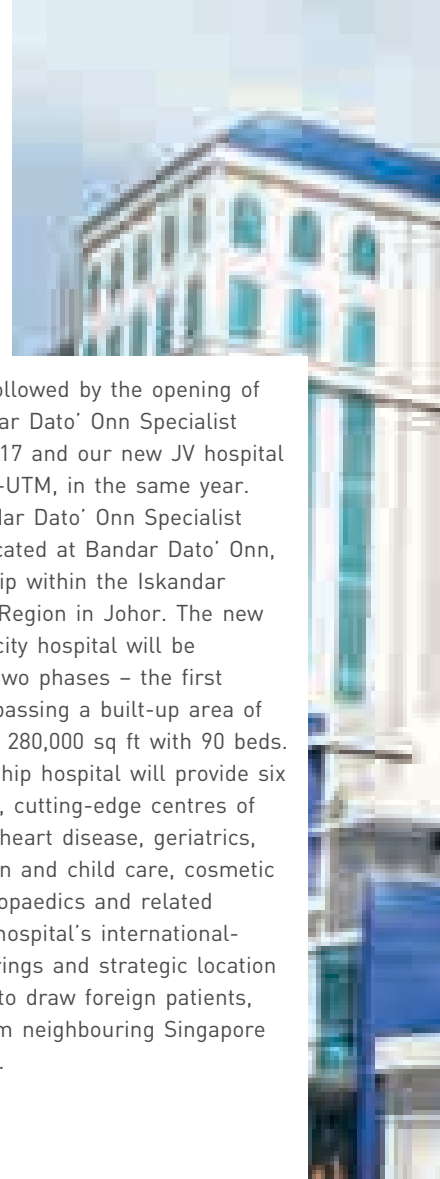 ollowed by the opening of
ar Dato’ Onn Specialist
17 and our new JV hospital
-UTM, in the same year.
dar Dato’ Onn Specialist
cated at Bandar Dato’ Onn,
ip within the Iskandar
Region in Johor. The new
city hospital will be
wo phases – the first
passing a built-up area of
280,000 sq ft with 90 beds.
hip hospital will provide six
, cutting-edge centres of
heart disease, geriatrics,
n and child care, cosmetic
opaedics and related
hospital’s international-
rings and strategic location
to draw foreign patients,
m neighbouring Singapore
.